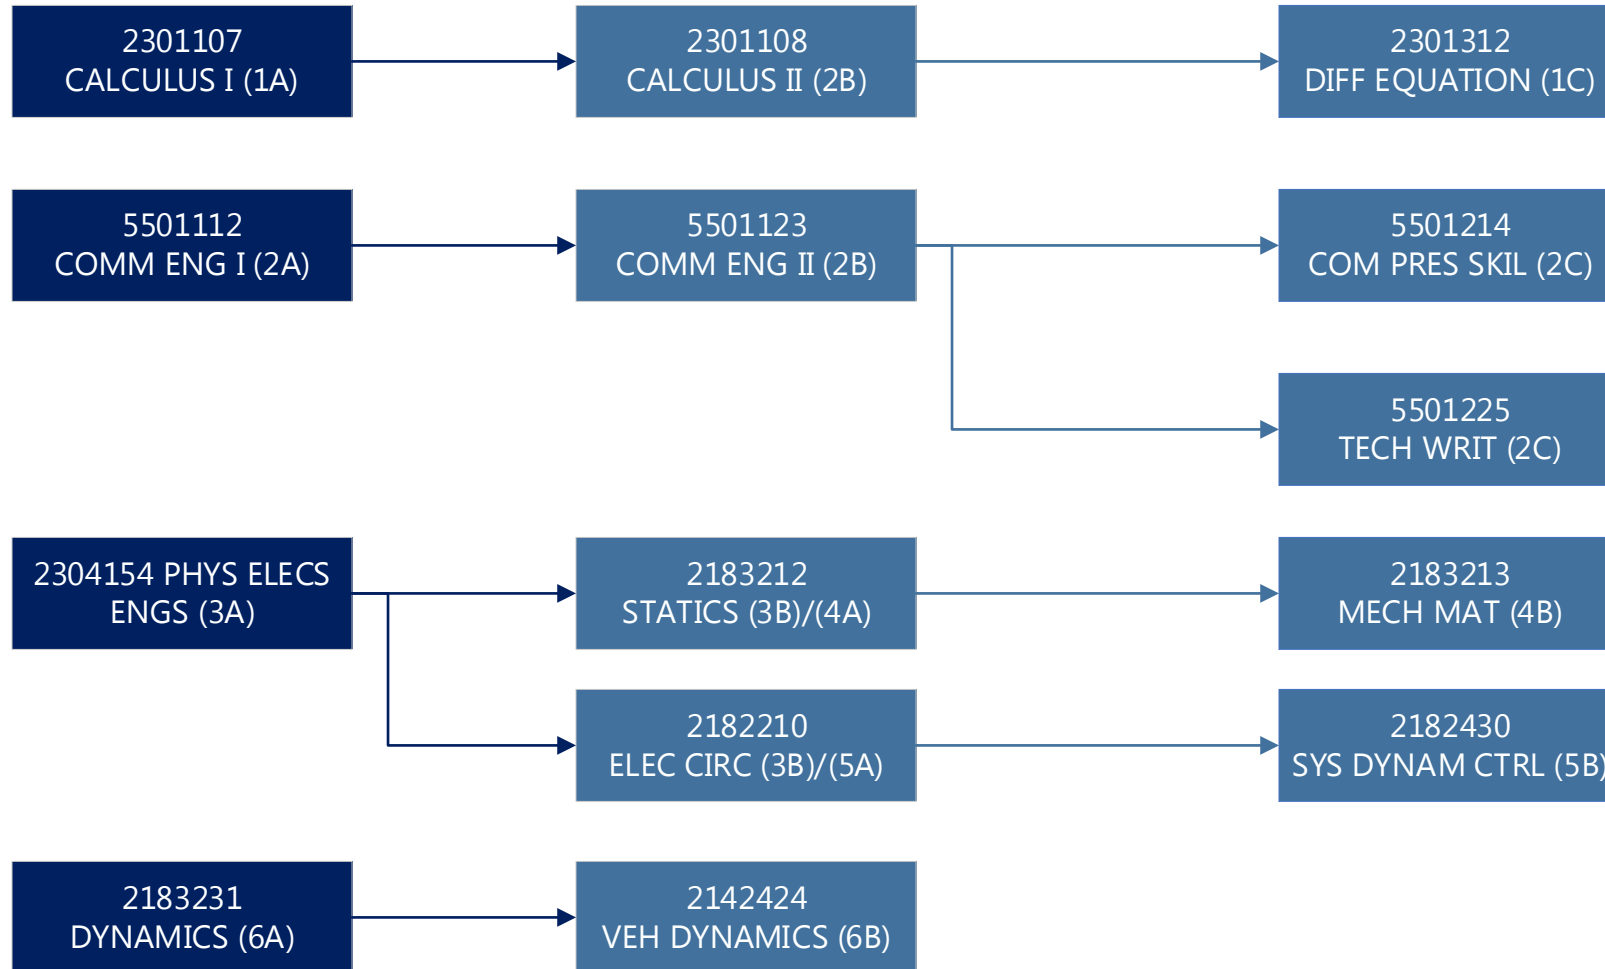 2301107
CALCULUS I (1A)
2301108
CALCULUS II (2B)
2301312
DIFF EQUATION (1C)
5501112
COMM ENG I (2A)
5501123
COMM ENG II (2B)
5501214
COM PRES SKIL (2C)
5501225
TECH WRIT (2C)
2304154 PHYS ELECS
ENGS (3A)
2183212
STATICS (3B)/(4A)
2183213
MECH MAT (4B)
2182210
ELEC CIRC (3B)/(5A)
2182430
SYS DYNAM CTRL (5B)
2183231
DYNAMICS (6A)
2142424
VEH DYNAMICS (6B)